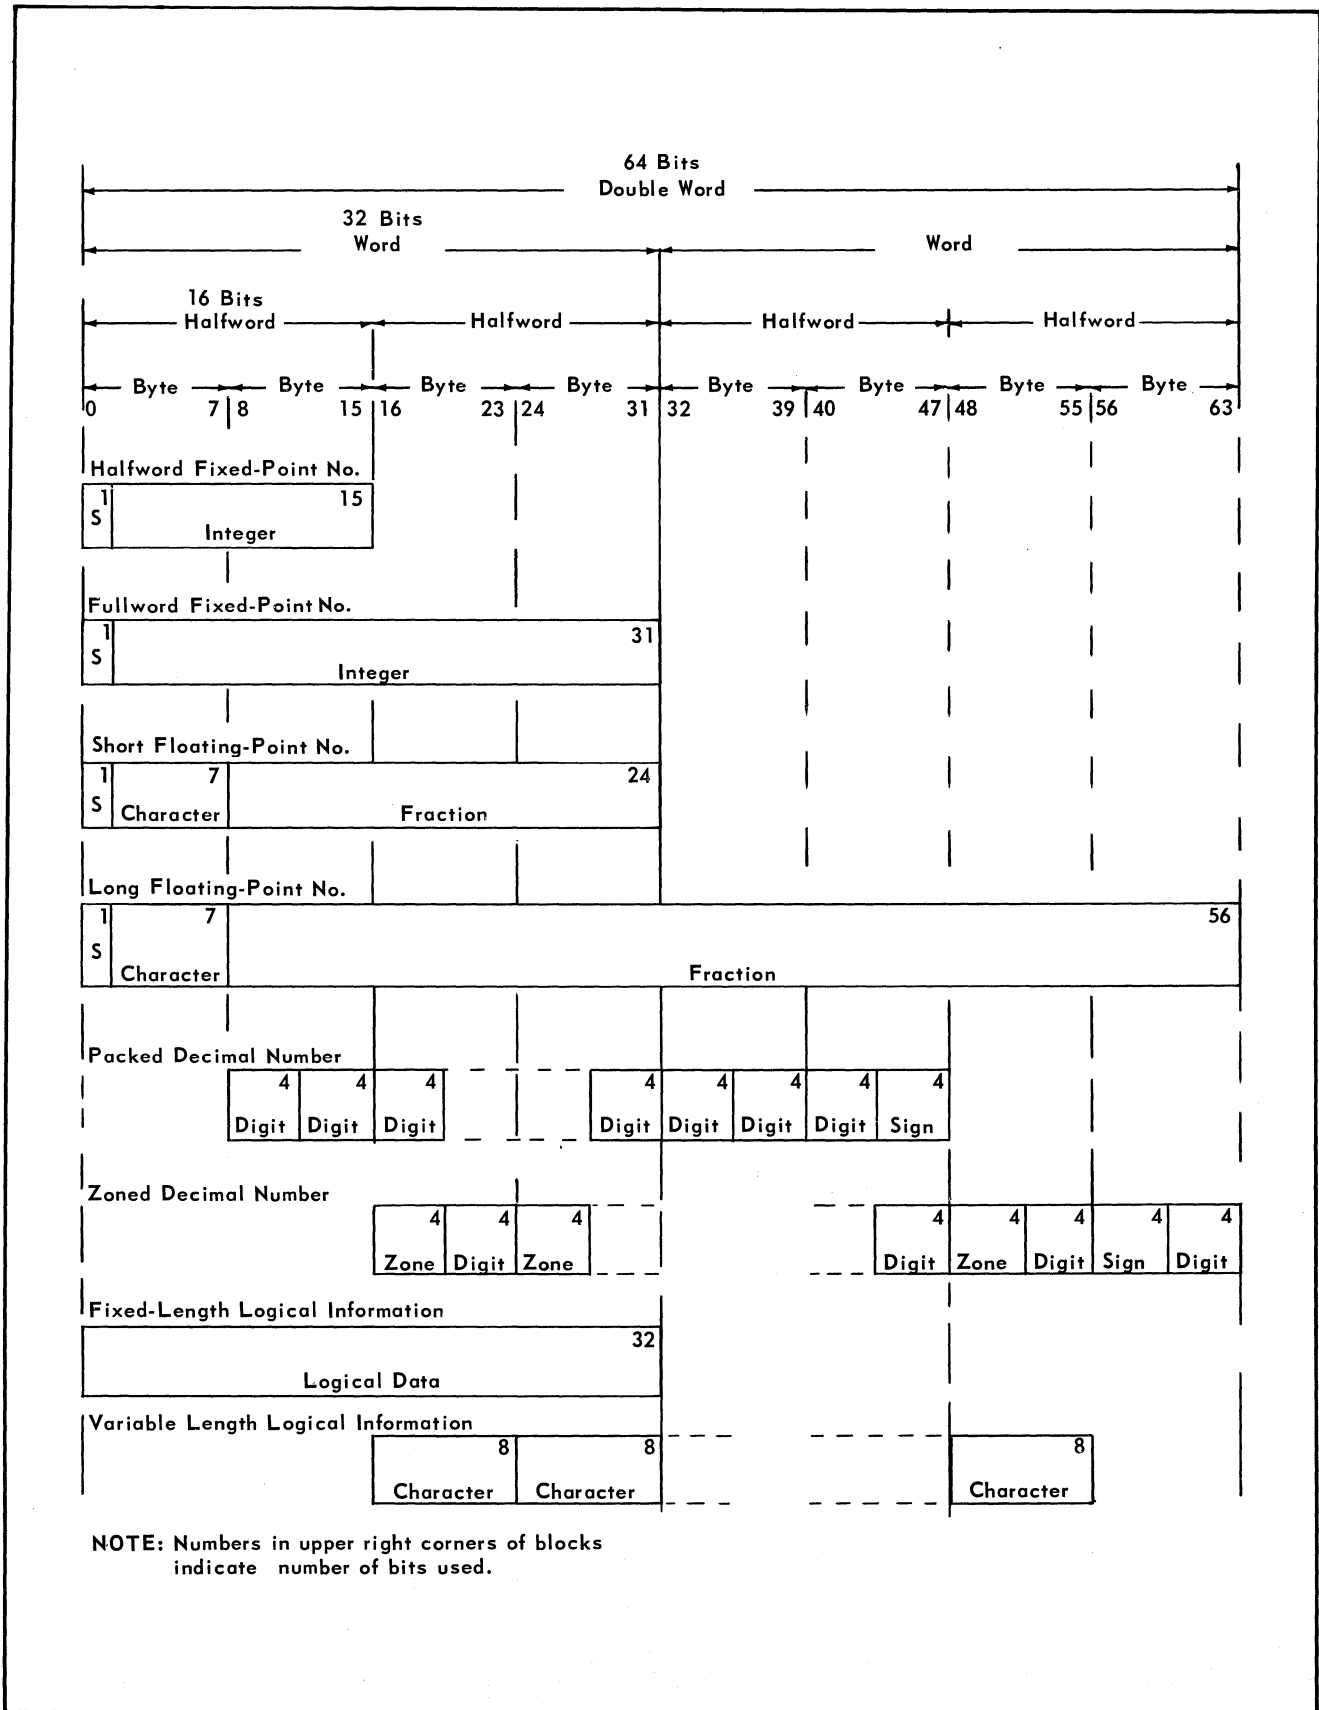 64 Bits
Double Word
32 Bits
Word Word
16 Bits
Halfword Halfword Halfword Halfword
Byte Byte Byte Byte Byte Byte Byte Byte
0 7 8 15 16 23 24 31 32 39 40 47 48 55 56 63
Halfword Fixed-Point No.
1 15
S
Integer
Fullword Fixed-Point No.
1 31
S
Integer
Short Floating-Point No.
1 7 24
S
Character Fraction
Long Floating-Point No.
1 7 56
S
Character Fraction
Packed Decimal Number
4 4 4 4 4 4 4 4
Digit Digit Digit Digit Digit Digit Digit Sign
Zoned Decimal Number
4 4 4 4 4 4 4 4
Zone Digit Zone Digit Zone Digit Sign Digit
Fixed-Length Logical Information
32
Logical Data
Variable Length Logical Information
8 8 8
Character Character Character
NOTE: Numbers in upper right corners of blocks
indicate number of bits used.